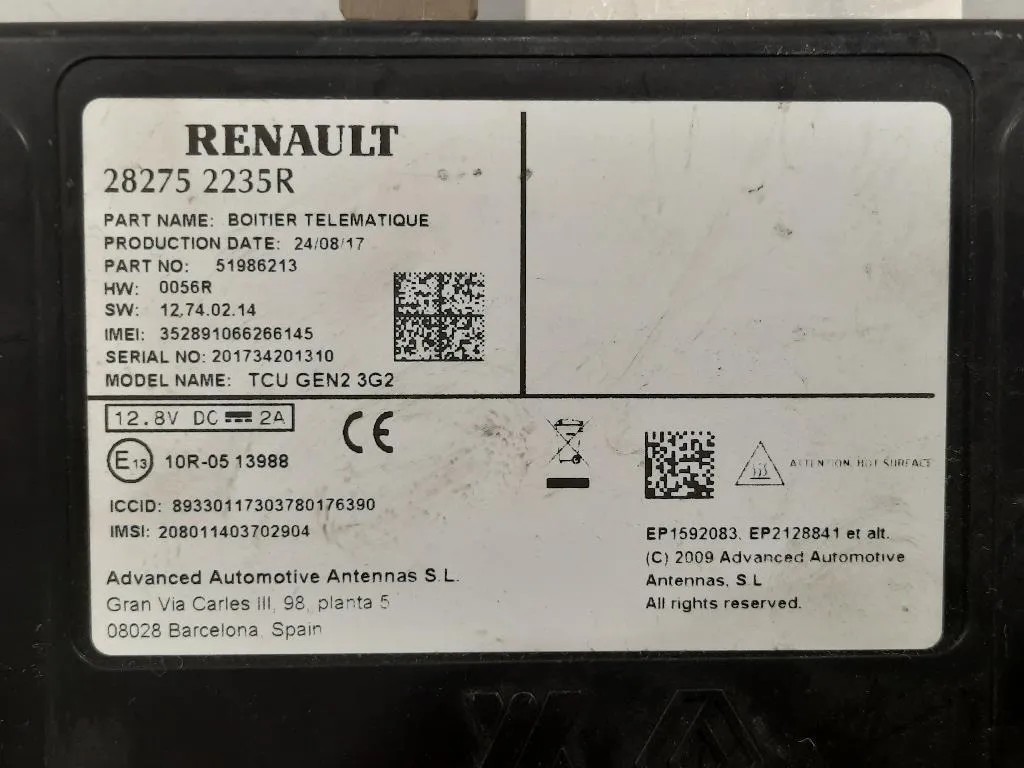 RENAULT
28275 2235R
PART NAME: BOITIER TELEMATIQUE
PRODUCTION DATE: 24/08/17
PART NO: 51986213
HW: 0056R
SW: 12.74.02.14
IMEI: 352891066266145
SERIAL NO: 201734201310
MODEL NAME: TCU GEN2 3G2
12.8V DC 2A
CE
E13 10R-05 13988
ATTENTION HOT SURFACE
ICCID: 89330117303780176390
IMSI: 208011403702904
Advanced Automotive Antennas S.L.
Gran Via Carles III, 98, planta 5
08028 Barcelona, Spain
EP1592083, EP2128841 et alt.
(C) 2009 Advanced Automotive
Antennas, S.L
All rights reserved.